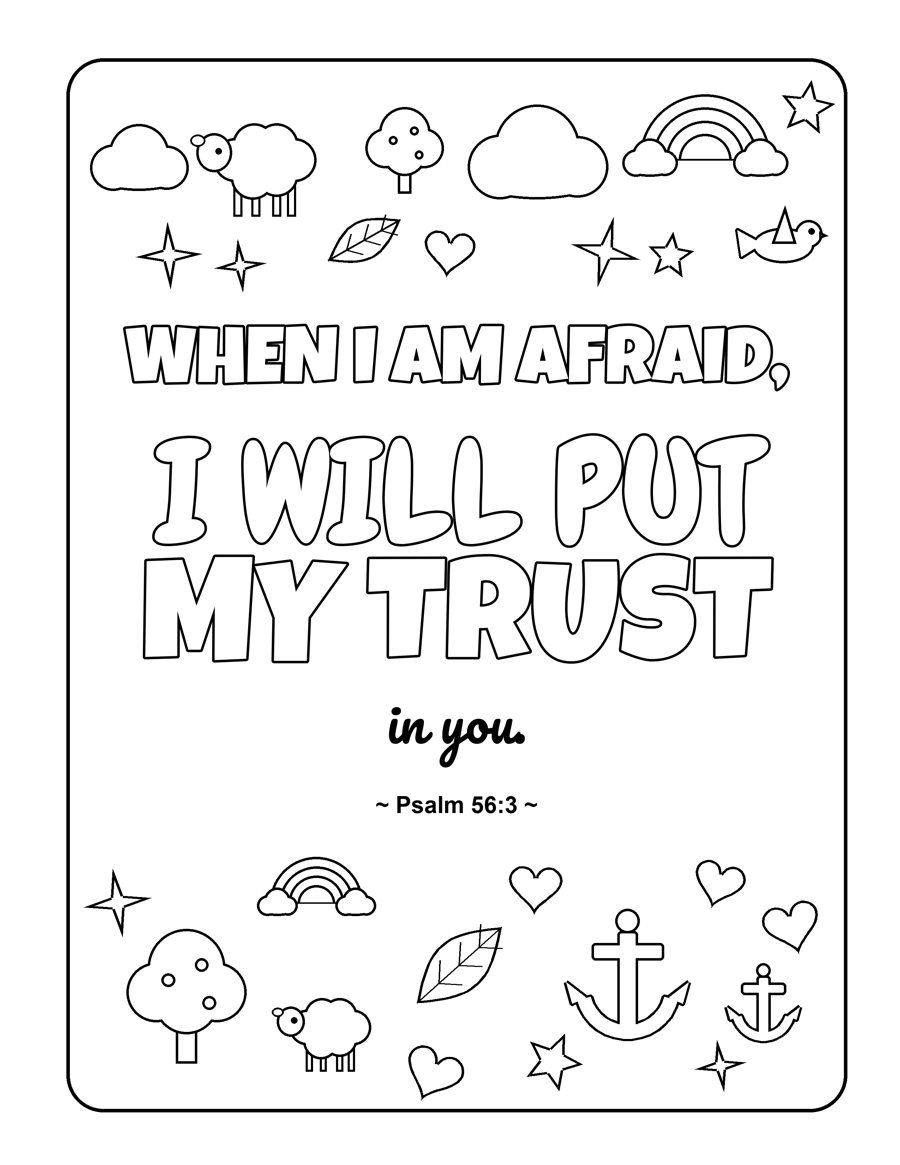 WHEN I AM AFRAID,
I WILL PUT
MY TRUST
in you.
~ Psalm 56:3 ~